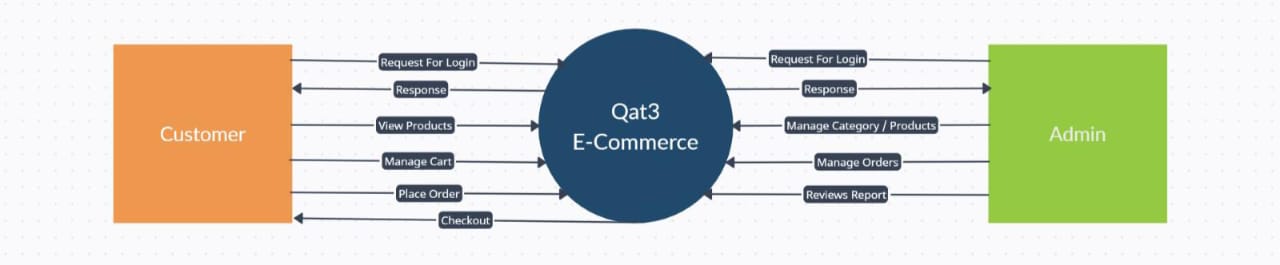 Customer
Request For Login
Response
View Products
Manage Cart
Place Order
Checkout
Qat3
E-Commerce
Request For Login
Response
Manage Category / Products
Manage Orders
Reviews Report
Admin